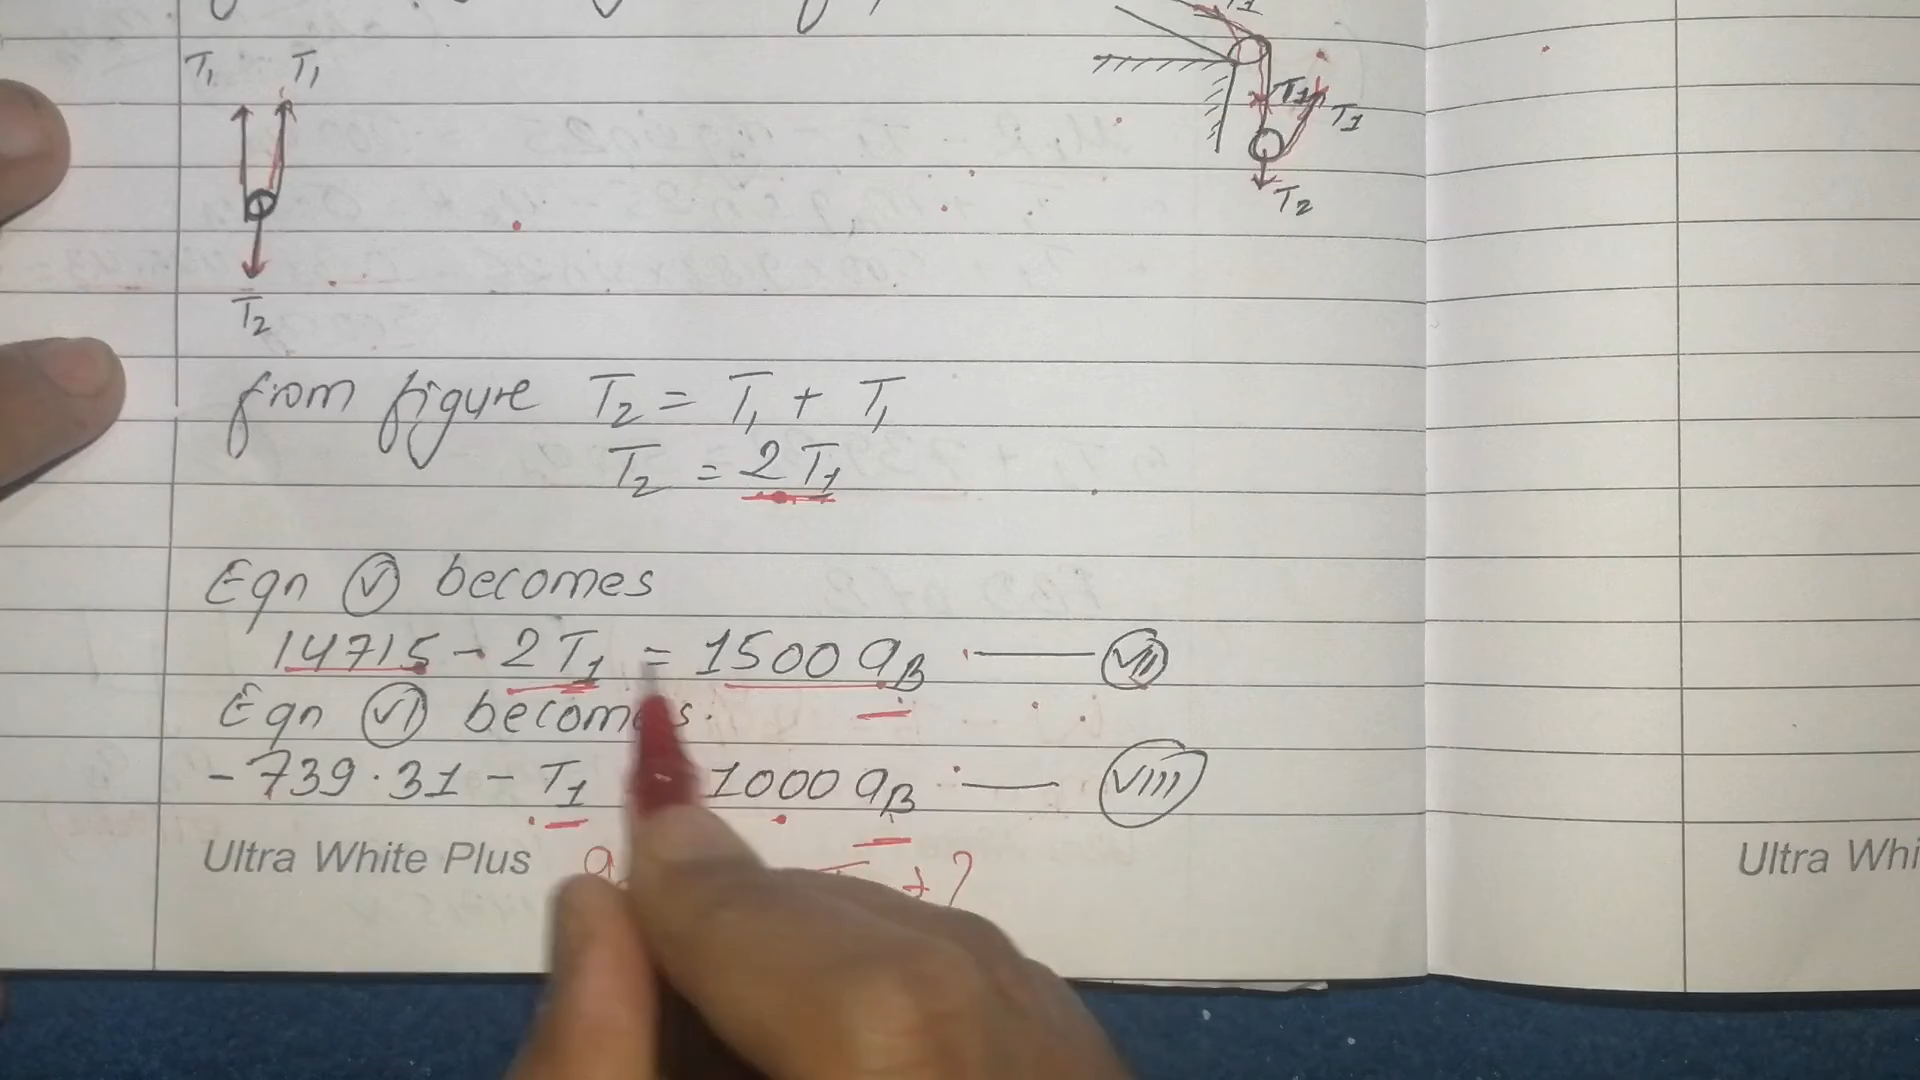 T1
T1 T1
T1
T1
T2
T2
from figure T2 = T1 + T1
T2 = 2T1
Eqn (V) becomes
14715 - 2T1 = 1500 aB —— (VII)
Eqn (VI) becomes
-739.31 - T1 1000 aB —— (VIII)
Ultra White Plus
Ultra Whi